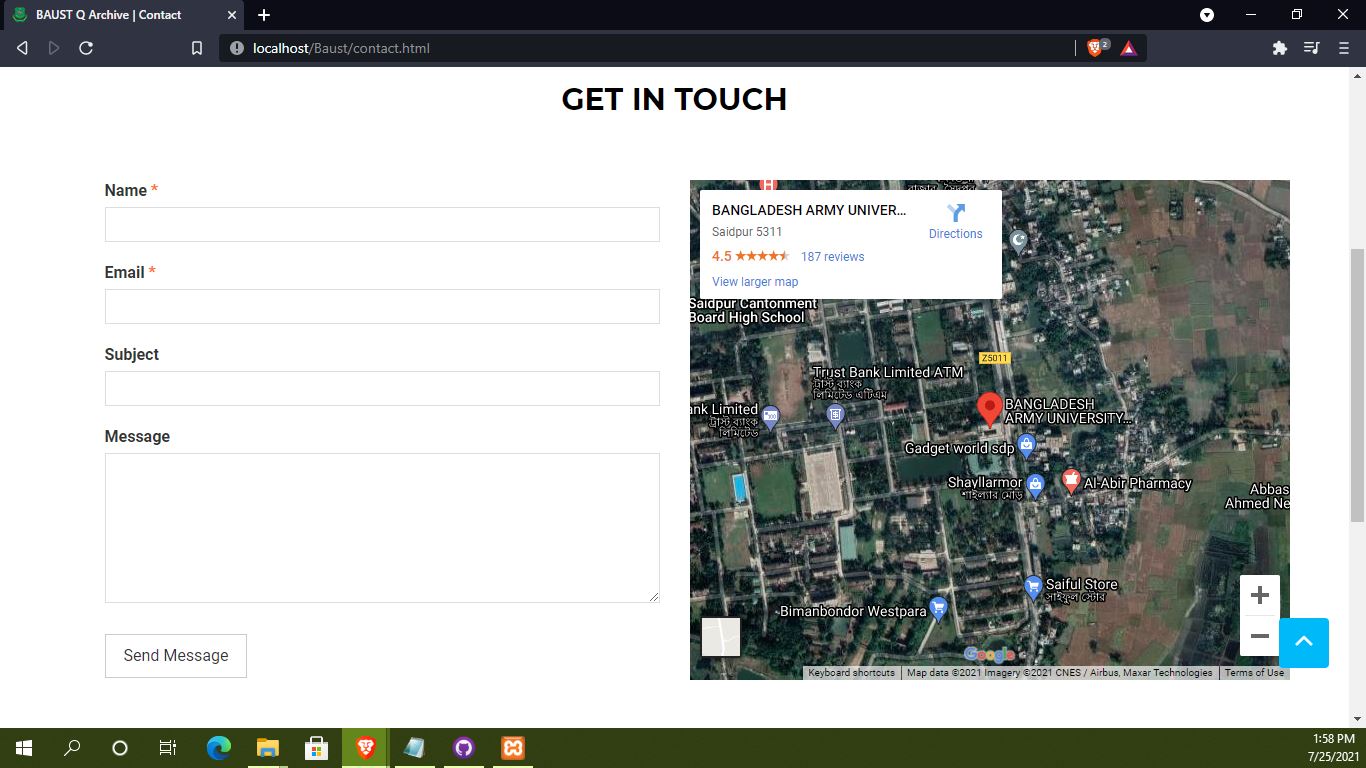 BAUST Q Archive | Contact
localhost/Baust/contact.html
2
GET IN TOUCH
Name *
Email *
Subject
Message
Send Message
BANGLADESH ARMY UNIVER...
Saidpur 5311
4.5
187 reviews
View larger map
Directions
Saidpur Cantonment
Board High School
Z5011
Trust Bank Limited ATM
ট্রাস্ট ব্যাংক
লিমিটেড এটিএম
ank Limited
ট্রাস্ট ব্যাংক
লিমিটেড
BANGLADESH
ARMY UNIVERSITY...
Gadget world sdp
Shayllarmor
শাইল্যার মোড়
Al-Abir Pharmacy
Abbas
Ahmed Ne
Saiful Store
সাইফুল স্টোর
Bimanbondor Westpara
Google
Keyboard shortcuts
Map data ©2021 Imagery ©2021 CNES / Airbus, Maxar Technologies
Terms of Use
1:58 PM
7/25/2021